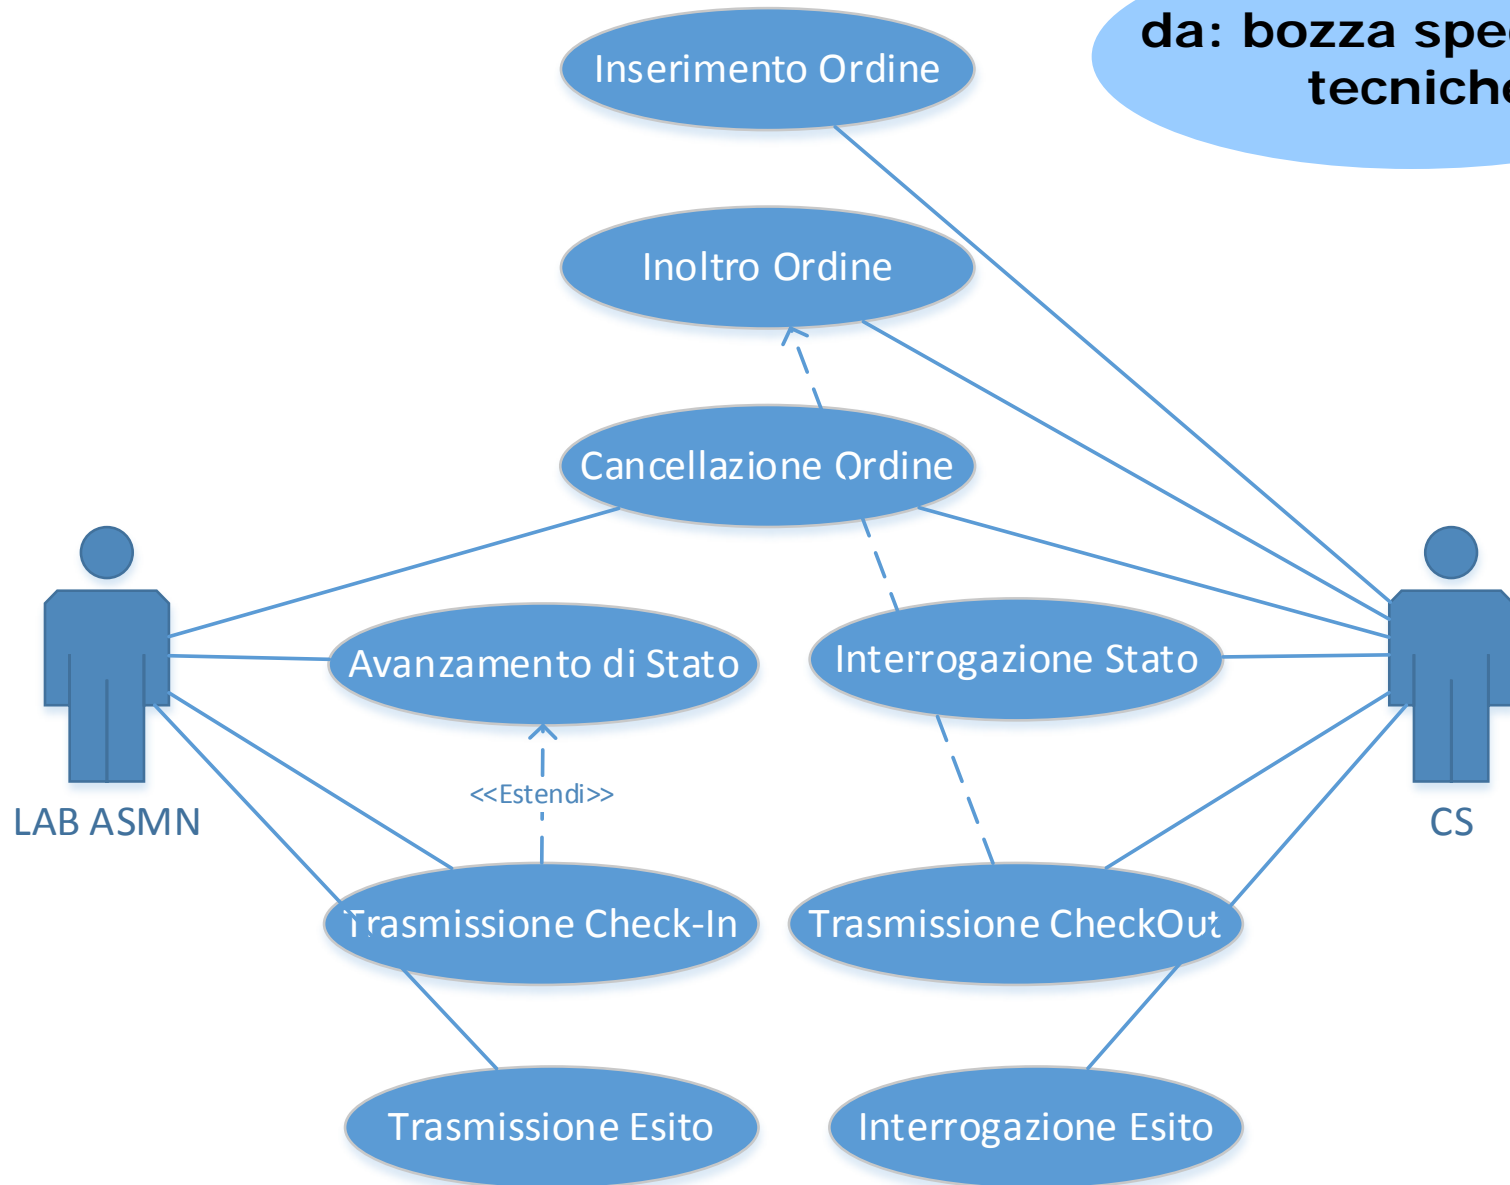 da: bozza
tecniche
Inserimento Ordine
Inoltro Ordine
Cancellazione Ordine
Avanzamento di Stato
Interrogazione Stato
<<Estendi>>
LAB ASMN
CS
Trasmissione Check-In
Trasmissione CheckOut
Trasmissione Esito
Interrogazione Esito